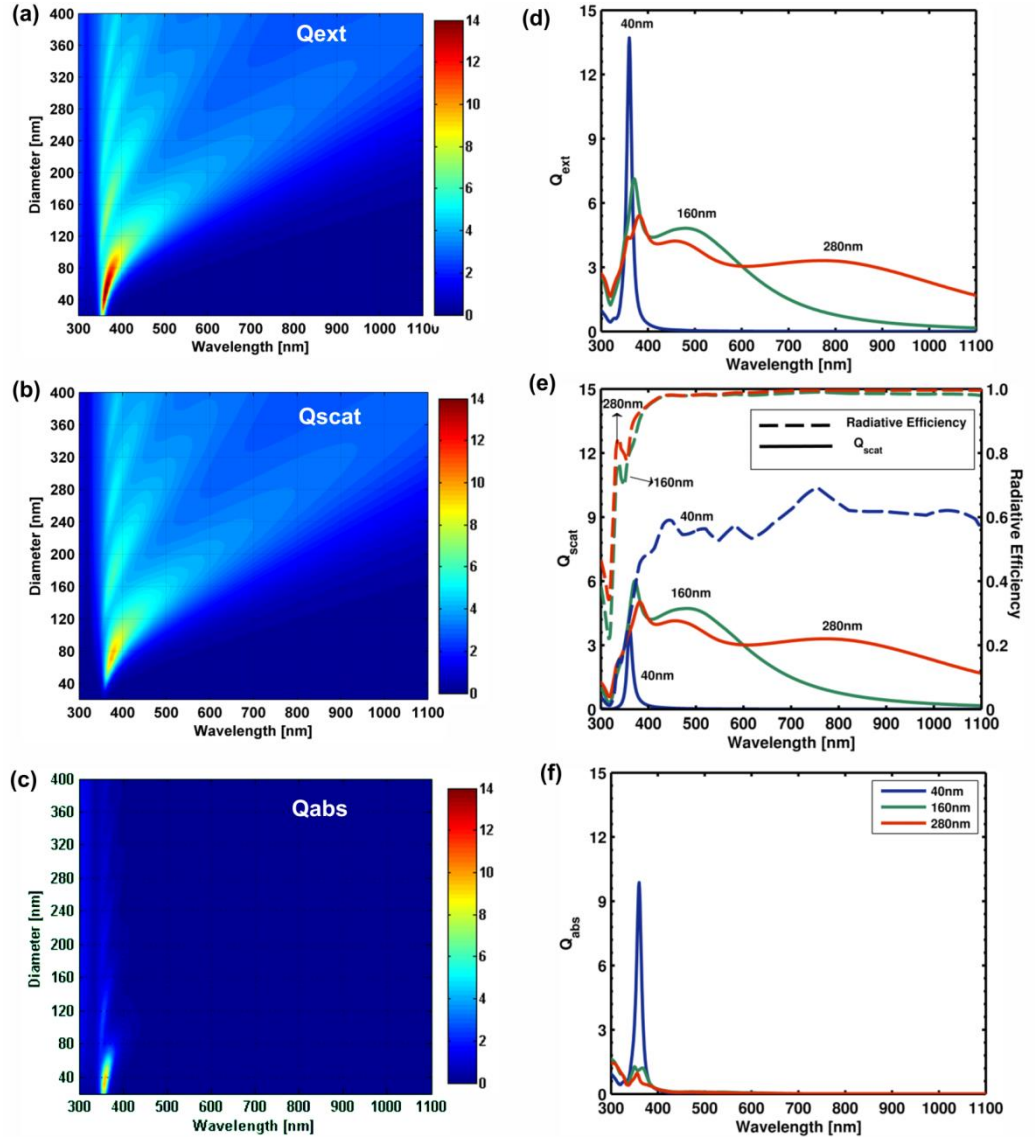 (a)
Qext
Diameter [nm]
400
360
320
280
240
200
160
120
80
40
300 400 500 600 700 800 900 1000 110υ
Wavelength [nm]
14
12
10
8
6
4
2
0
(d)
40nm
160nm
280nm
Qext
15
12
9
6
3
0
300 400 500 600 700 800 900 1000 1100
Wavelength [nm]
(b)
Qscat
Diameter [nm]
400
360
320
280
240
200
160
120
80
40
300 400 500 600 700 800 900 1000 1100
Wavelength [nm]
14
12
10
8
6
4
2
0
(e)
280nm
160nm
40nm
160nm
280nm
40nm
Radiative Efficiency
Qscat
Qscat
15
12
9
6
3
0
1.0
0.8
0.6
0.4
0.2
0
Radiative Efficiency
300 400 500 600 700 800 900 1000 1100
Wavelength [nm]
(c)
Qabs
Diameter [nm]
400
360
320
280
240
200
160
120
80
40
300 400 500 600 700 800 900 1000 1100
Wavelength [nm]
14
12
10
8
6
4
2
0
(f)
40nm
160nm
280nm
Qabs
15
12
9
6
3
0
300 400 500 600 700 800 900 1000 1100
Wavelength [nm]